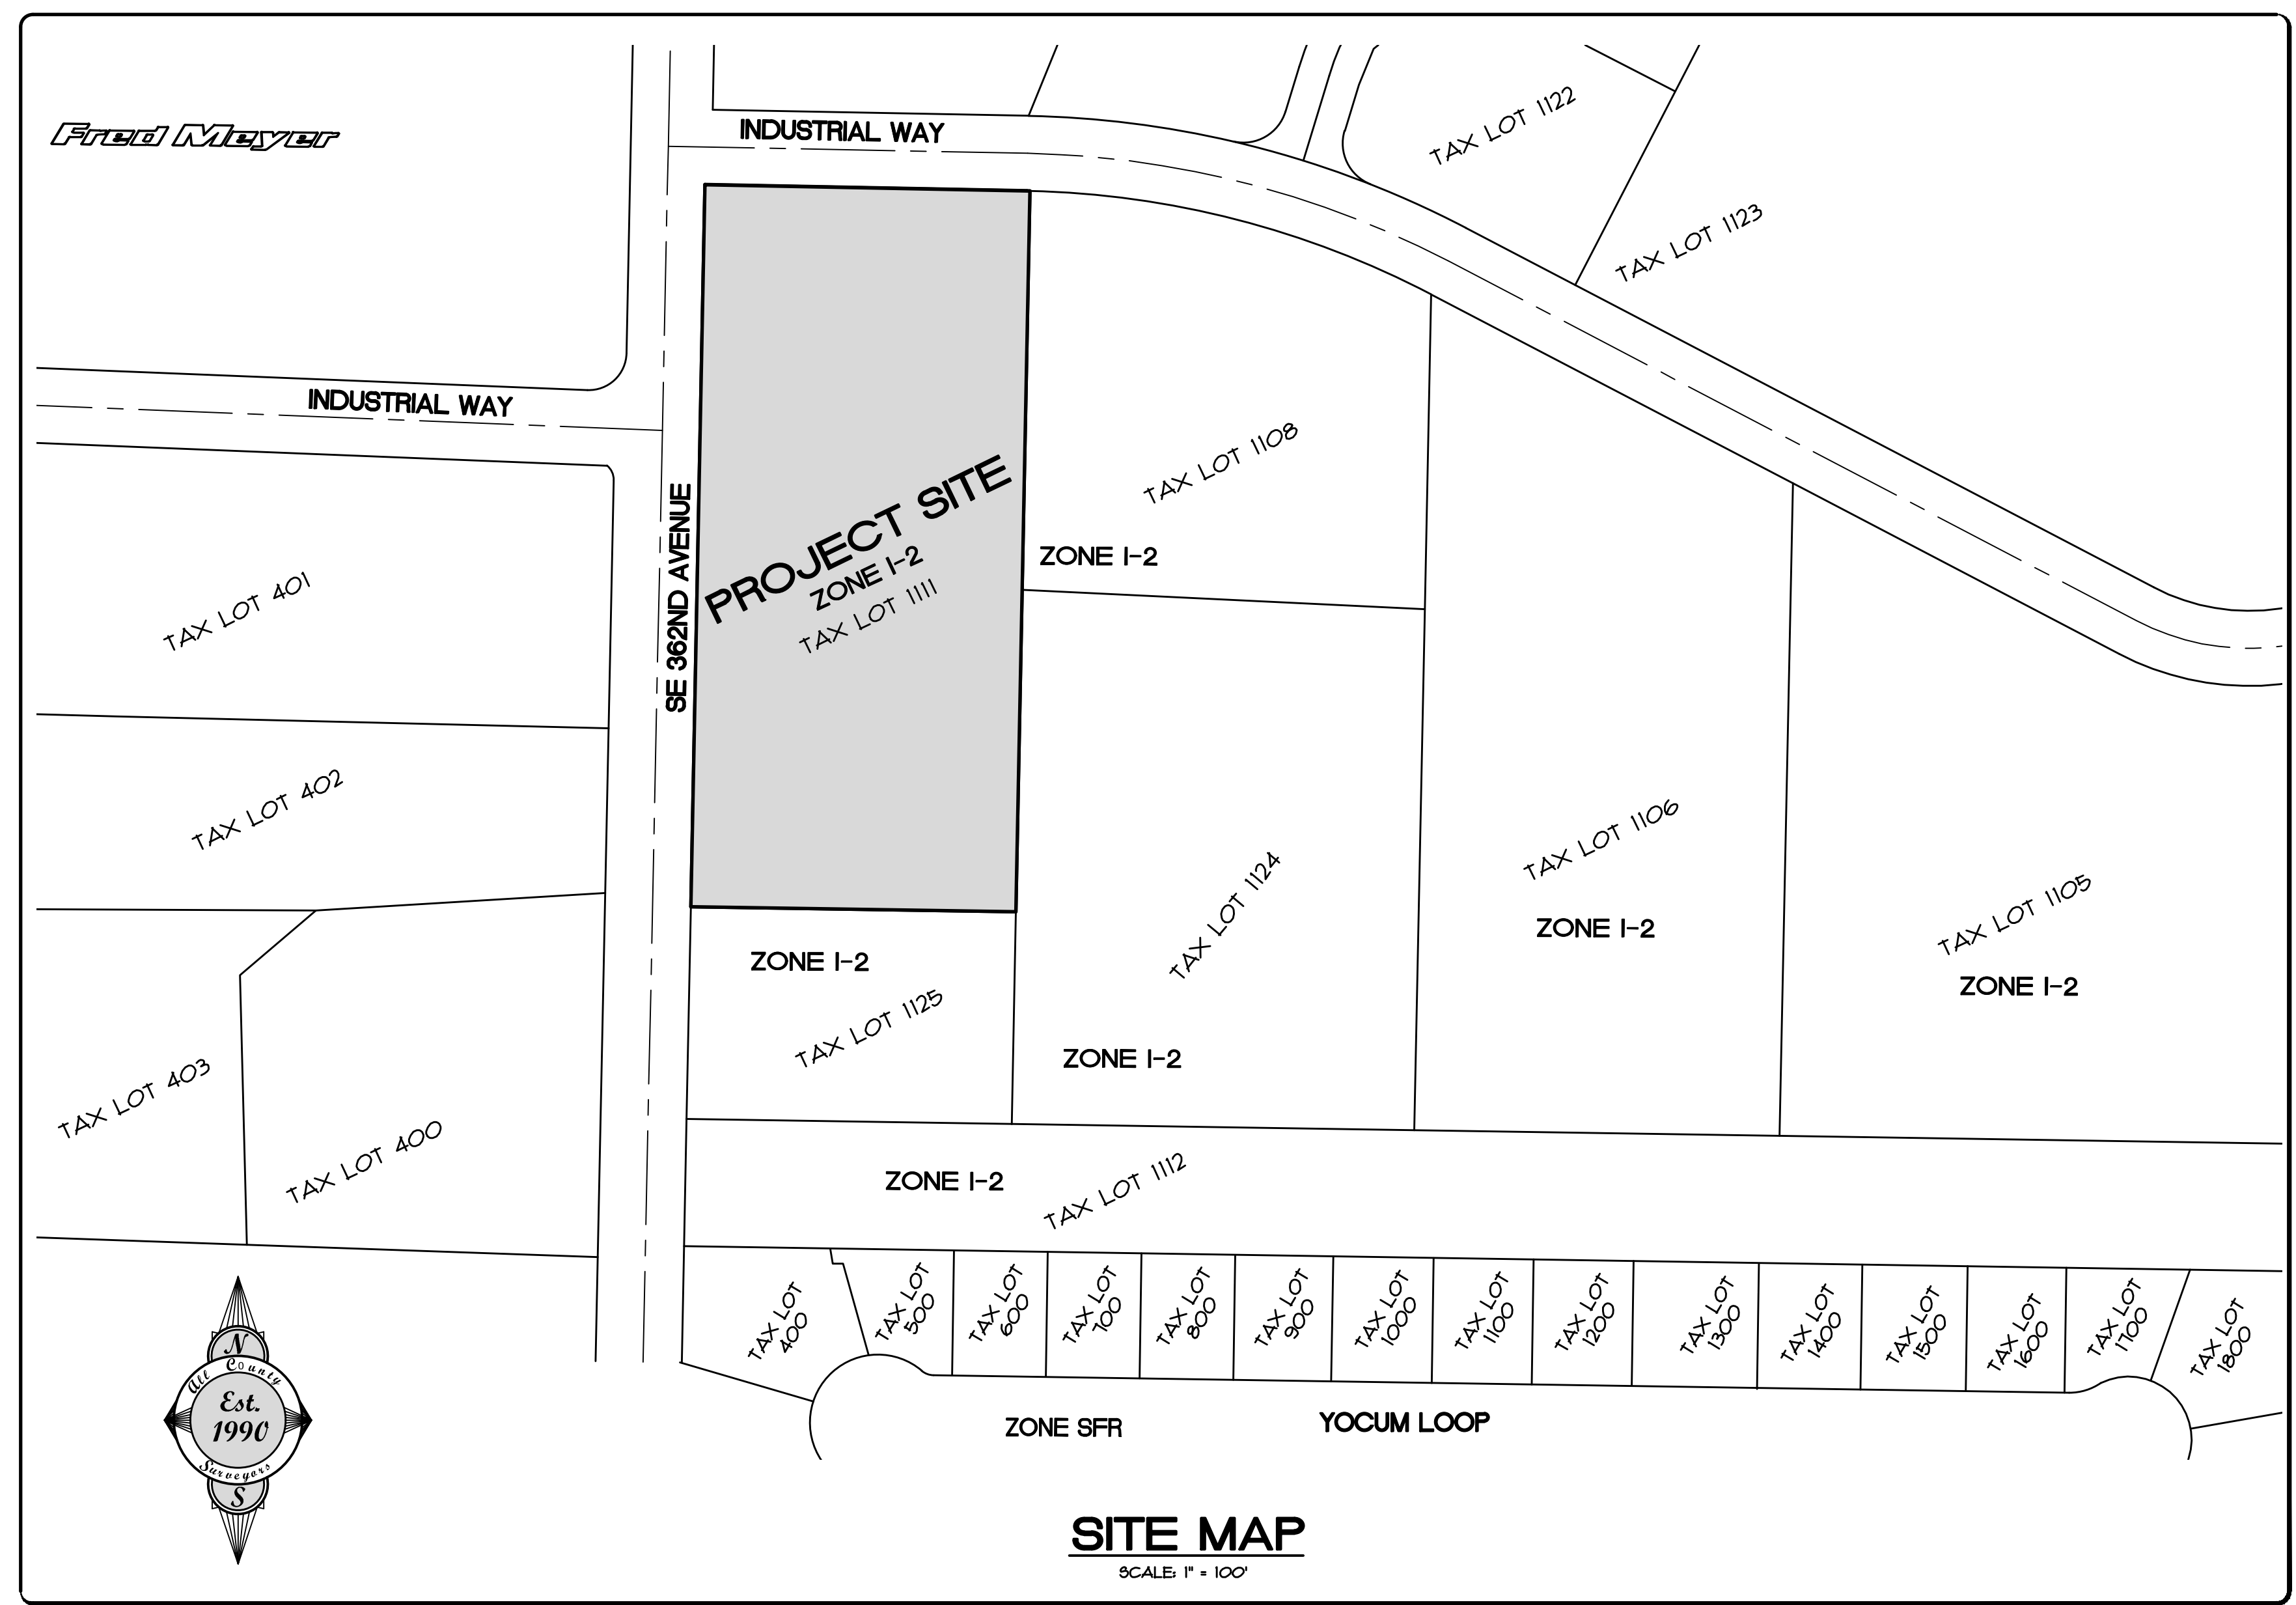 Fred Meyer
INDUSTRIAL WAY
TAX LOT 1122
TAX LOT 1123
INDUSTRIAL WAY
SE 362ND AVENUE
PROJECT SITE
ZONE I-2
TAX LOT 1111
TAX LOT 1108
ZONE I-2
TAX LOT 401
TAX LOT 402
TAX LOT 1124
ZONE I-2
TAX LOT 1106
ZONE I-2
TAX LOT 1105
ZONE I-2
ZONE I-2
TAX LOT 1125
TAX LOT 403
TAX LOT 400
ZONE I-2
TAX LOT 1112
TAX LOT
400
TAX LOT
500
TAX LOT
600
TAX LOT
700
TAX LOT
800
TAX LOT
900
TAX LOT
1000
TAX LOT
1100
TAX LOT
1200
TAX LOT
1300
TAX LOT
1400
TAX LOT
1500
TAX LOT
1600
TAX LOT
1700
TAX LOT
1800
ZONE SFR
YOCUM LOOP
N
All County
Est.
1990
Surveyors
S
SITE MAP
SCALE: 1" = 100'